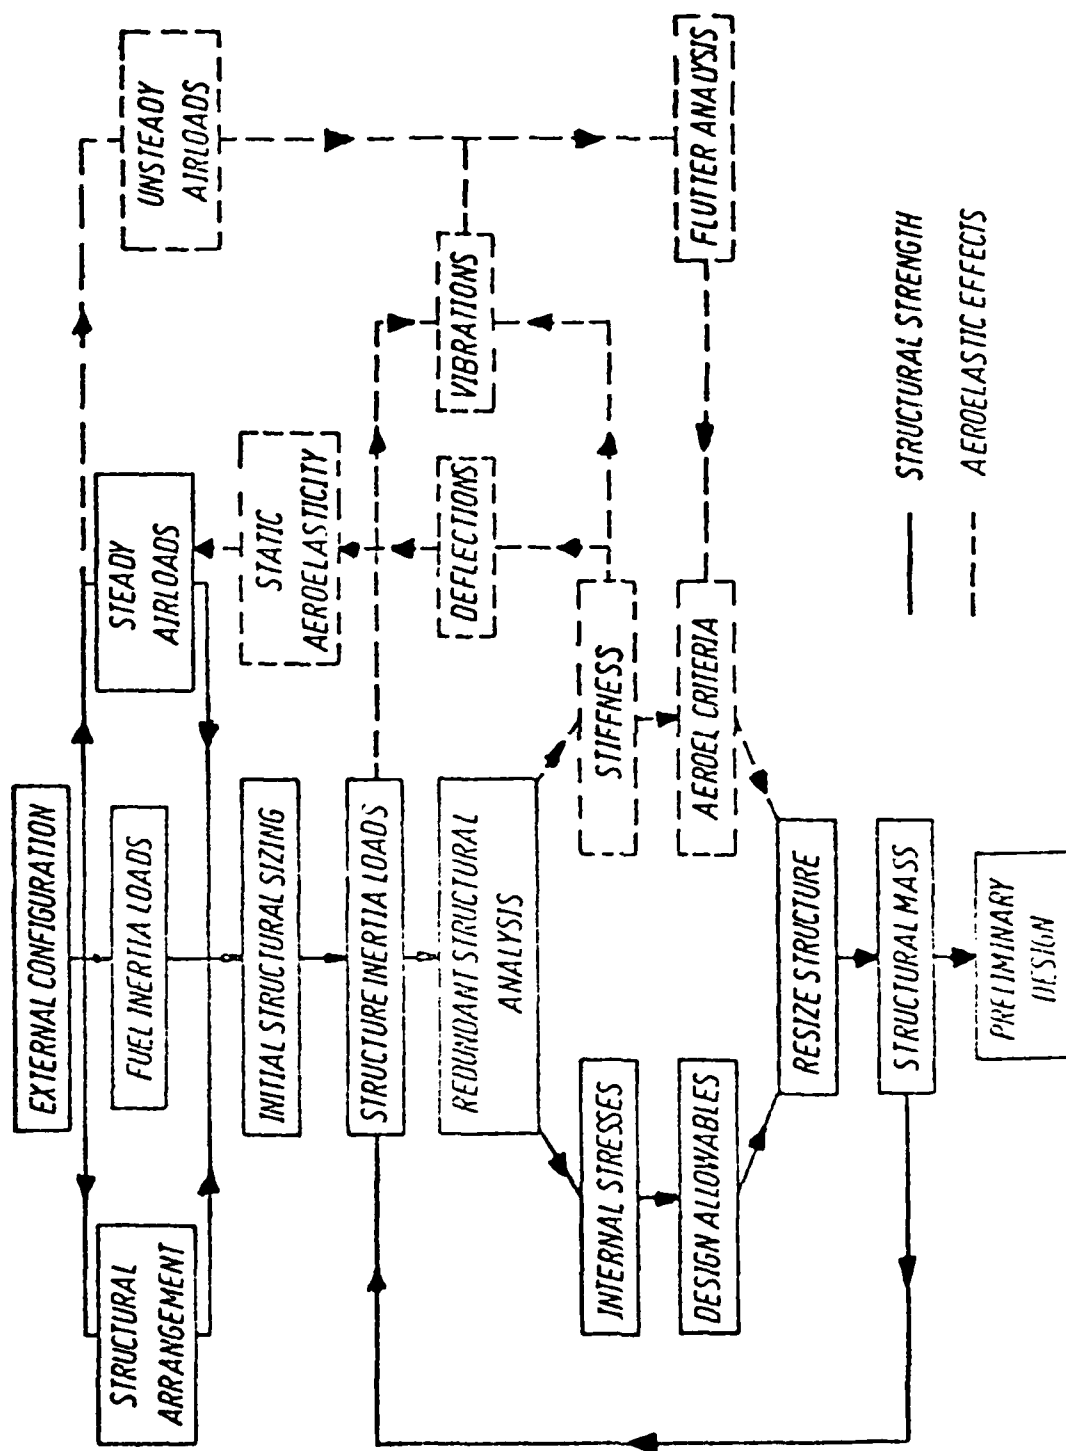 EXTERNAL CONFIGURATION
STRUCTURAL
ARRANGEMENT
FUEL INERTIA LOADS
STEADY
AIRLOADS
UNSTEADY
AIRLOADS
INITIAL STRUCTURAL SIZING
STATIC
AEROELASTICITY
STRUCTURE INERTIA LOADS
REDUNDANT STRUCTURAL
ANALYSIS
DEFLECTIONS
VIBRATIONS
INTERNAL STRESSES
STIFFNESS
DESIGN ALLOWABLES
AEROEL CRITERIA
FLUTTER ANALYSIS
RESIZE STRUCTURE
STRUCTURAL MASS
PRELIMINARY
DESIGN
STRUCTURAL STRENGTH
AEROELASTIC EFFECTS